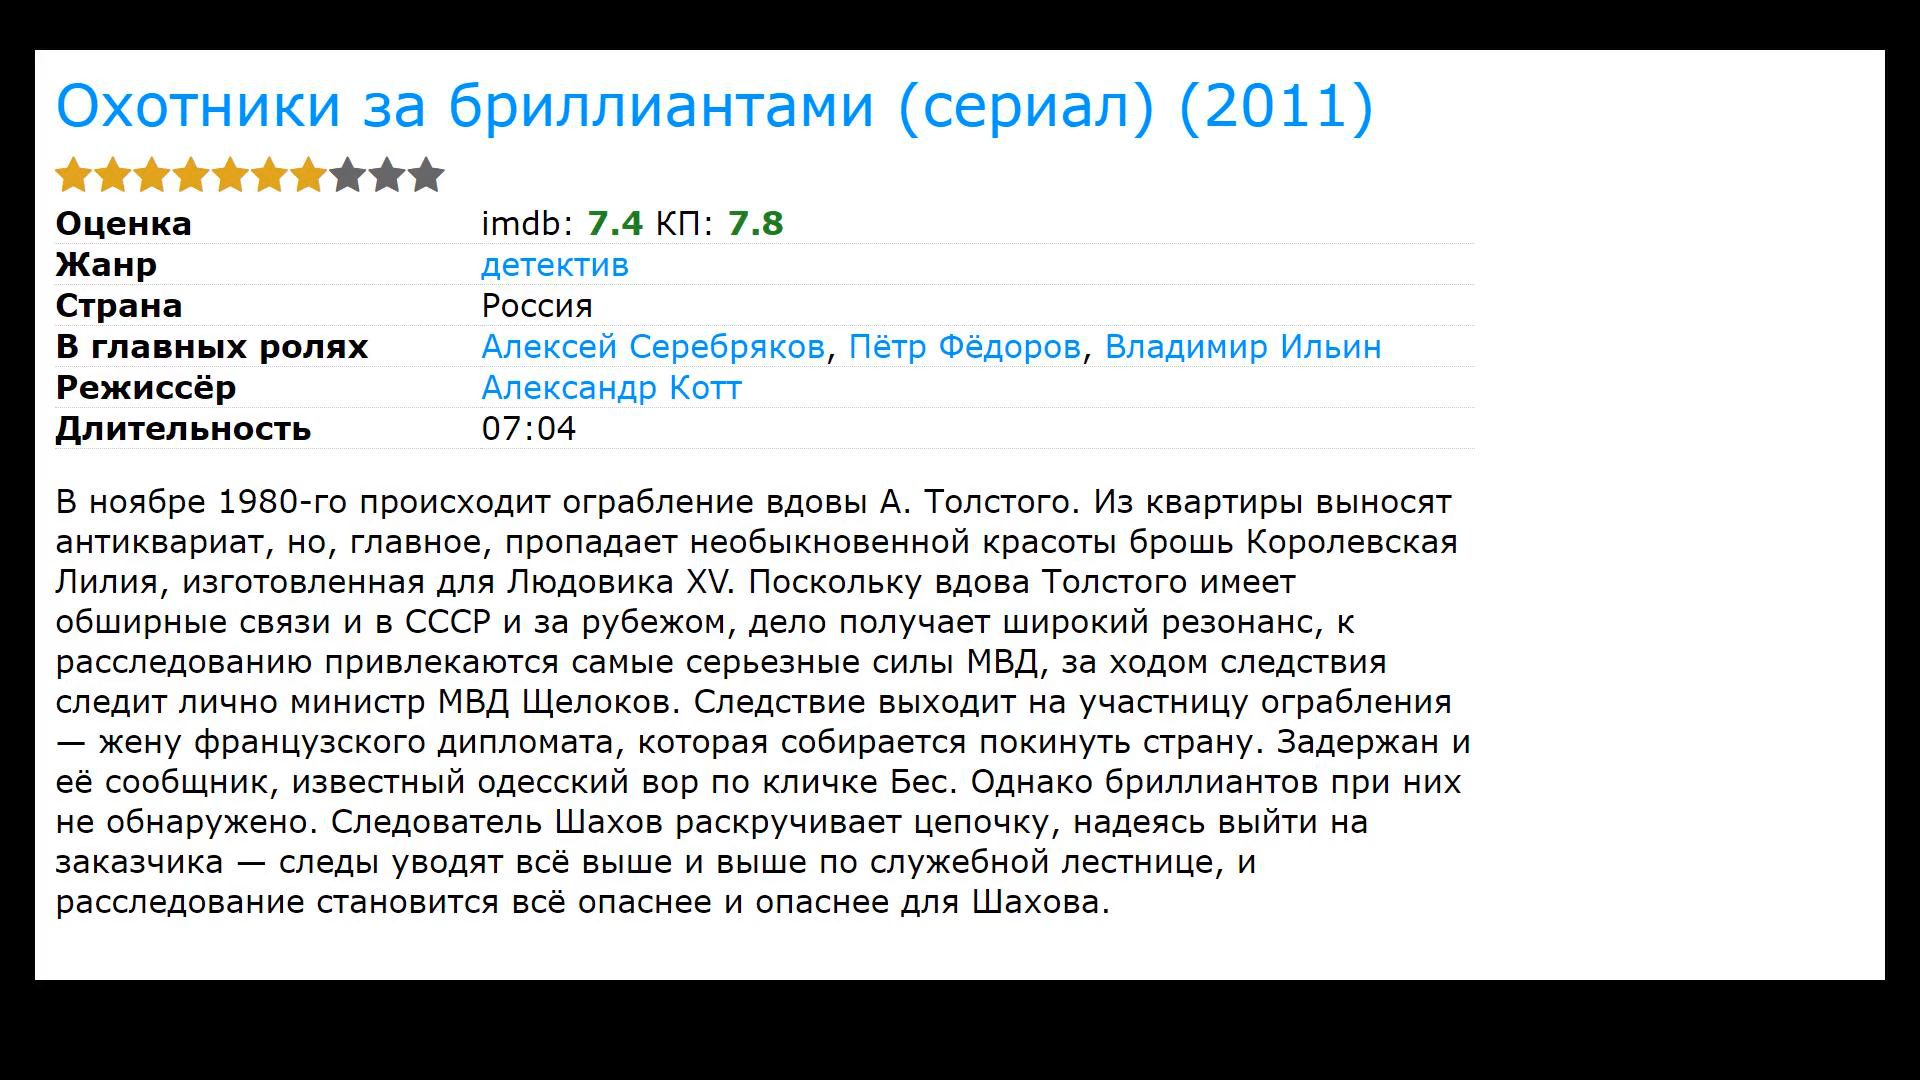 Охотники за бриллиантами (сериал) (2011)
Оценка imdb: 7.4 КП: 7.8
Жанр детектив
Страна Россия
В главных ролях Алексей Серебряков, Пётр Фёдоров, Владимир Ильин
Режиссёр Александр Котт
Длительность 07:04
В ноябре 1980-го происходит ограбление вдовы А. Толстого. Из квартиры выносят
антиквариат, но, главное, пропадает необыкновенной красоты брошь Королевская
Лилия, изготовленная для Людовика XV. Поскольку вдова Толстого имеет
обширные связи и в СССР и за рубежом, дело получает широкий резонанс, к
расследованию привлекаются самые серьезные силы МВД, за ходом следствия
следит лично министр МВД Щелоков. Следствие выходит на участницу ограбления
— жену французского дипломата, которая собирается покинуть страну. Задержан и
её сообщник, известный одесский вор по кличке Бес. Однако бриллиантов при них
не обнаружено. Следователь Шахов раскручивает цепочку, надеясь выйти на
заказчика — следы уводят всё выше и выше по служебной лестнице, и
расследование становится всё опаснее и опаснее для Шахова.